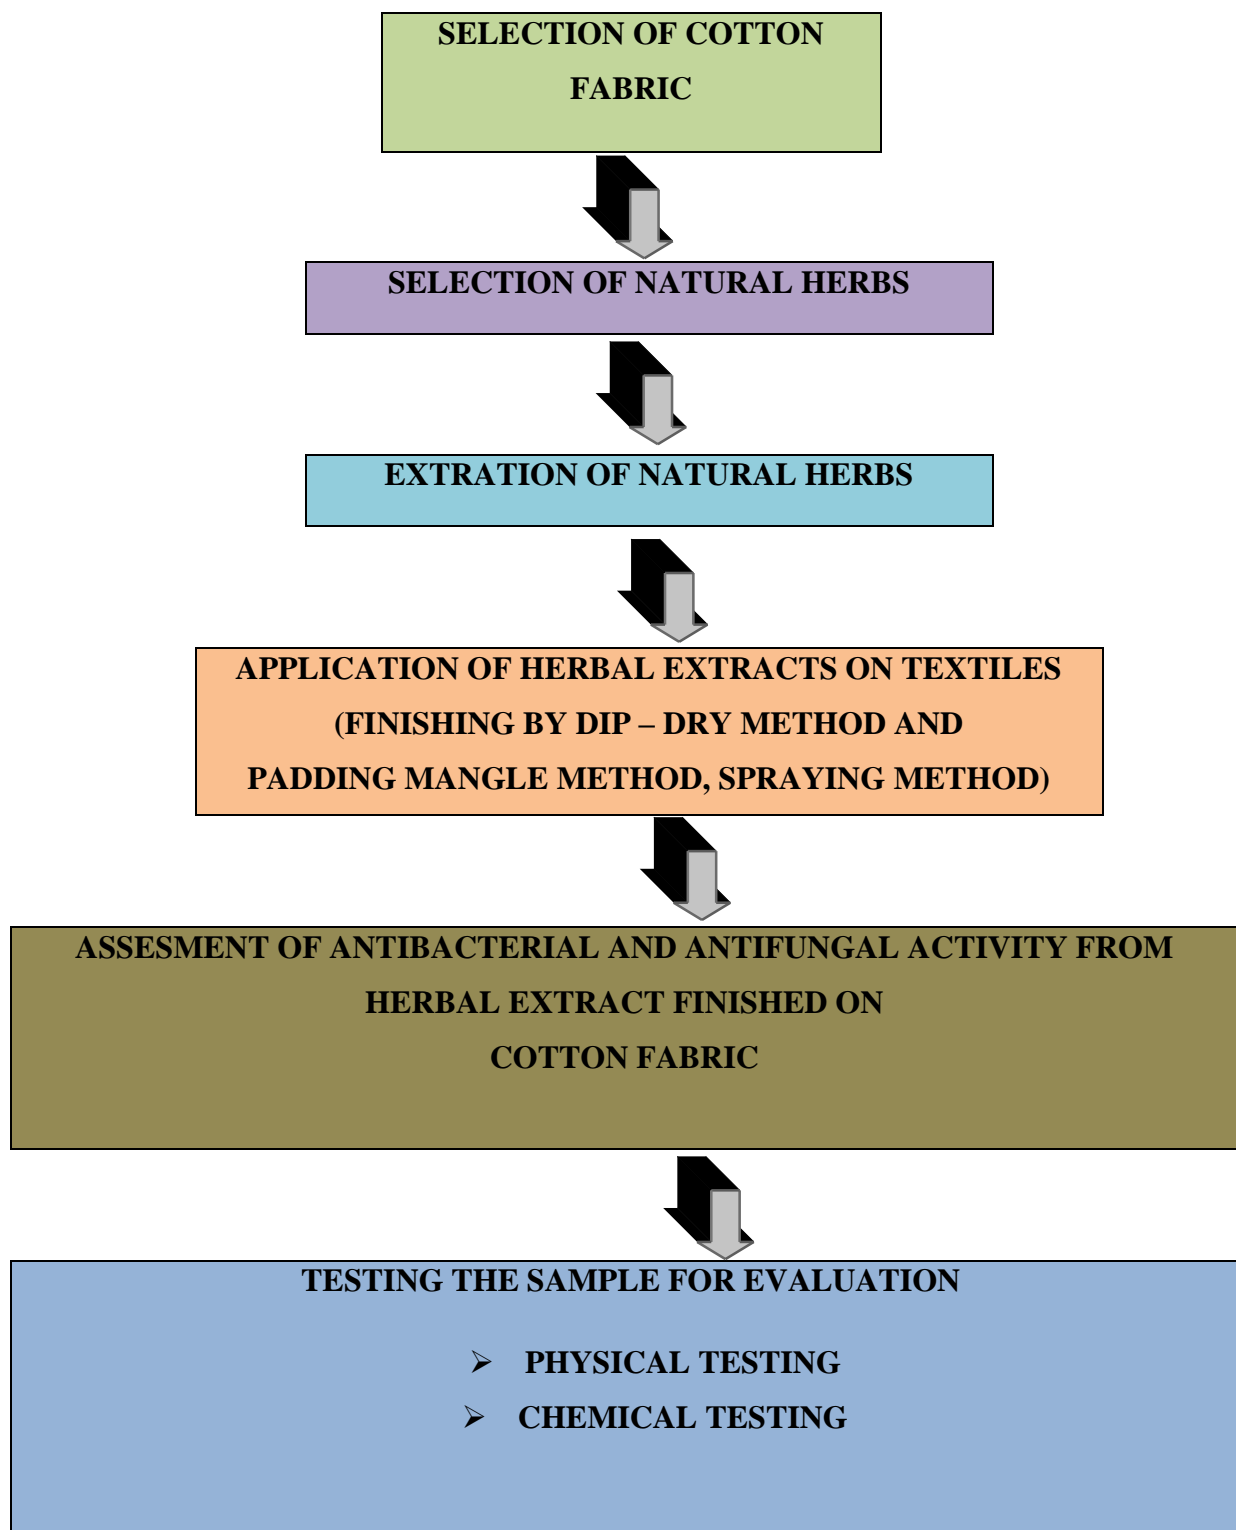 SELECTION OF COTTON
FABRIC
SELECTION OF NATURAL HERBS
EXTRATION OF NATURAL HERBS
APPLICATION OF HERBAL EXTRACTS ON TEXTILES
(FINISHING BY DIP – DRY METHOD AND
PADDING MANGLE METHOD, SPRAYING METHOD)
ASSESMENT OF ANTIBACTERIAL AND ANTIFUNGAL ACTIVITY FROM
HERBAL EXTRACT FINISHED ON
COTTON FABRIC
TESTING THE SAMPLE FOR EVALUATION
➢ PHYSICAL TESTING
➢ CHEMICAL TESTING